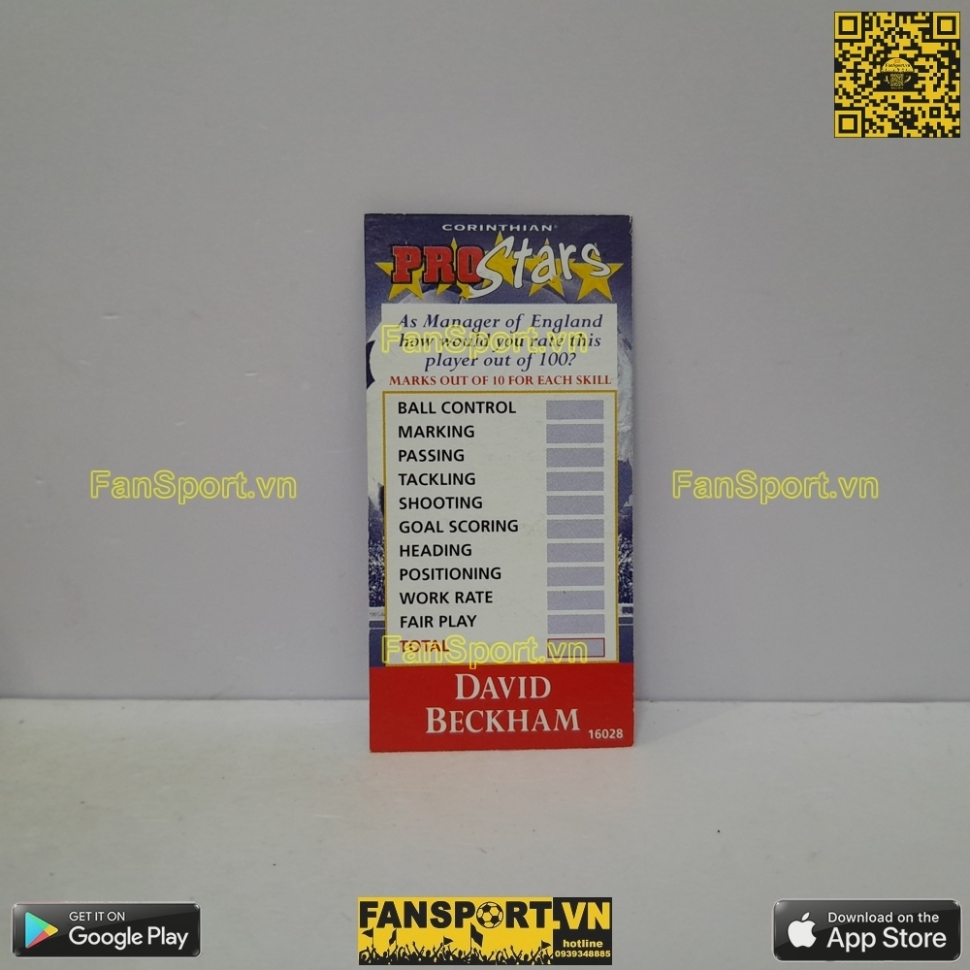 CORINTHIAN®
PRO Stars
As Manager of England
how would you rate this
player out of 100?
MARKS OUT OF 10 FOR EACH SKILL
BALL CONTROL
MARKING
PASSING
TACKLING
SHOOTING
GOAL SCORING
HEADING
POSITIONING
WORK RATE
FAIR PLAY
TOTAL
DAVID
BECKHAM
16028
FanSport.vn
FanSport.vn
FanSport.vn
FanSport.vn
GET IT ON
Google Play
FANSPORT.VN
hotline
0939348885
Download on the
App Store